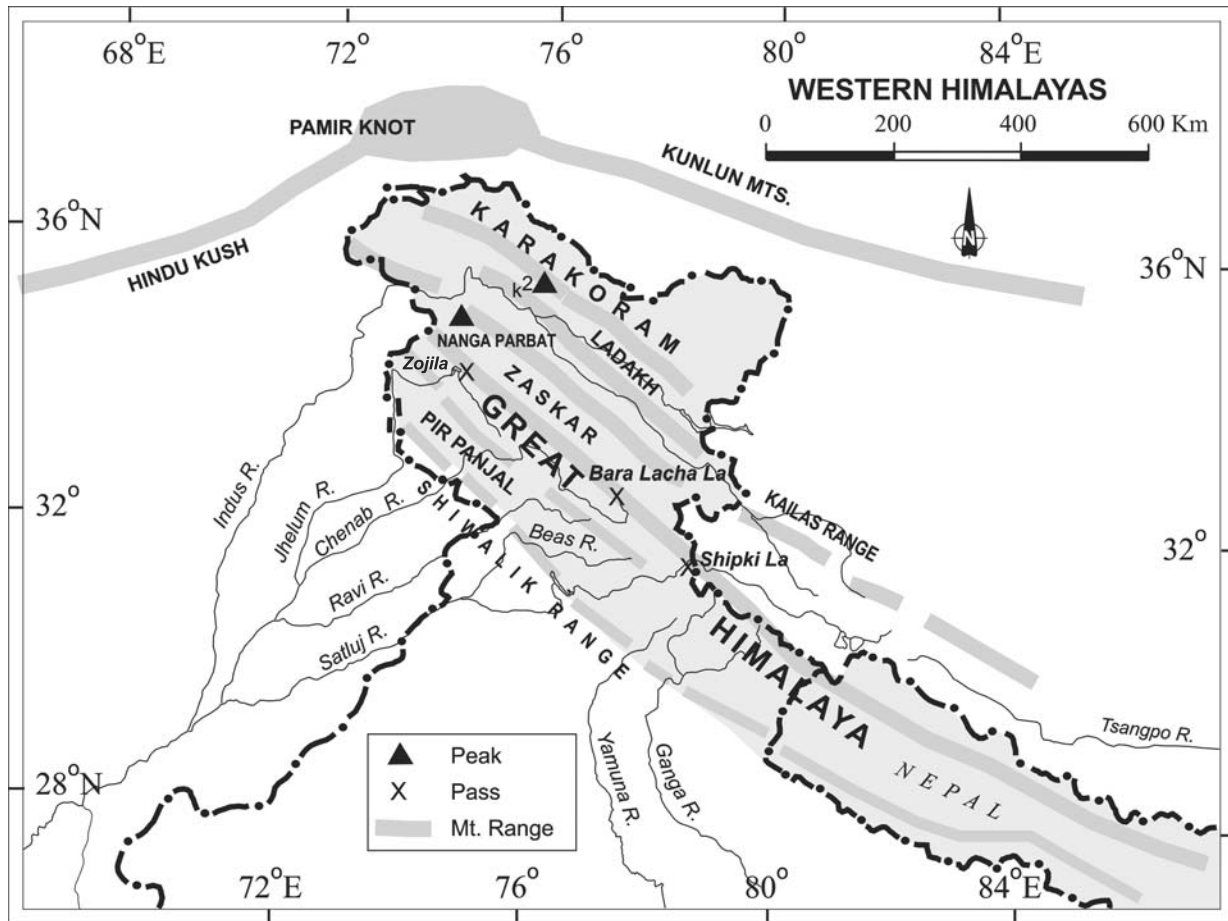 68°E 72° 76° 80° 84°E
WESTERN HIMALAYAS
0 200 400 600 Km
PAMIR KNOT
KUNLUN MTS.
HINDU KUSH
36°N
36°N
N
KARAKORAM
k²
LADAKH
NANGA PARBAT
Zojila
ZASKAR
GREAT
PIR PANJAL
Bara Lacha La
32°
32°
KAILAS RANGE
SHIWALIK RANGE
Indus R.
Jhelum R.
Chenab R.
Beas R.
Shipki La
Ravi R.
Satluj R.
HIMALAYA
Tsangpo R.
NEPAL
Yamuna R.
Ganga R.
28°N
Peak
X Pass
Mt. Range
72°E 76° 80° 84°E